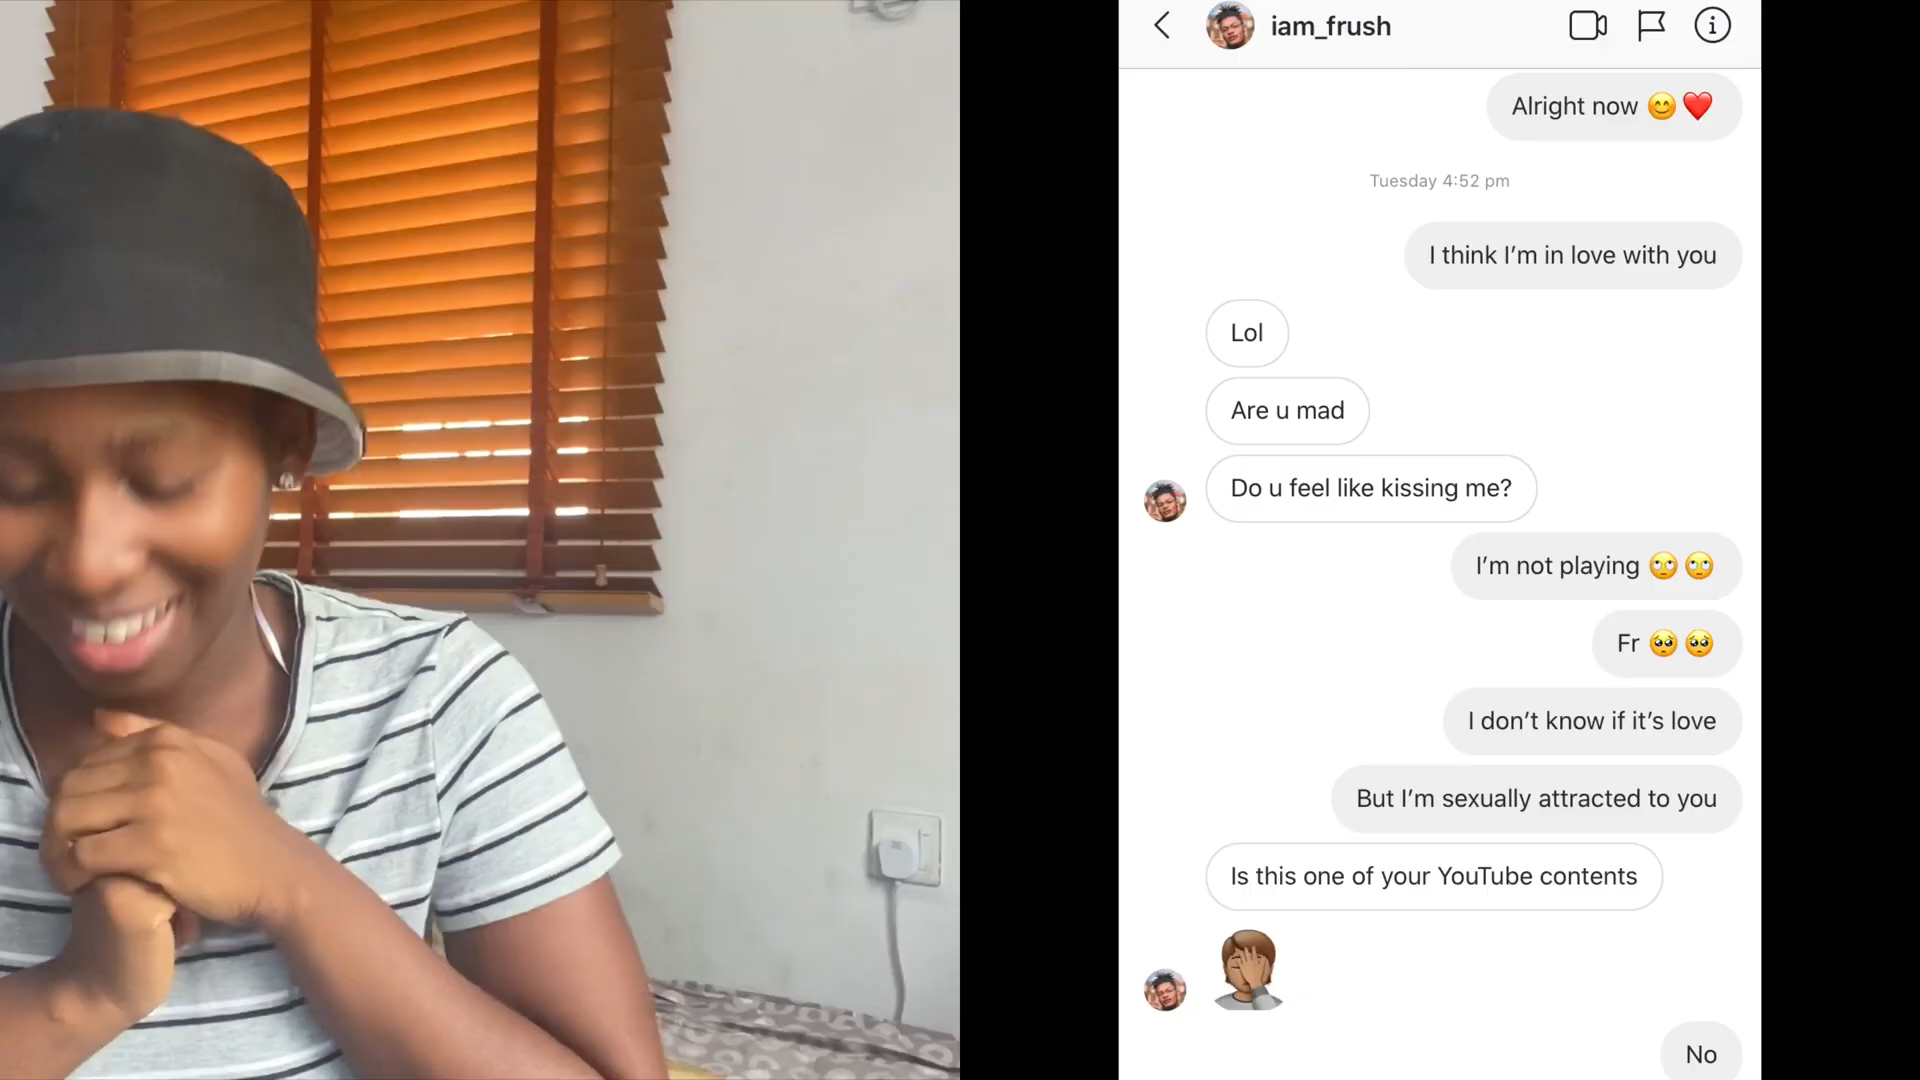 iam_frush
Alright now 😊 ❤️
Tuesday 4:52 pm
I think I’m in love with you
Lol
Are u mad
Do u feel like kissing me?
I’m not playing 🙄 🙄
Fr 🥺 🥺
I don’t know if it’s love
But I’m sexually attracted to you
Is this one of your YouTube contents
🤦🏽
No